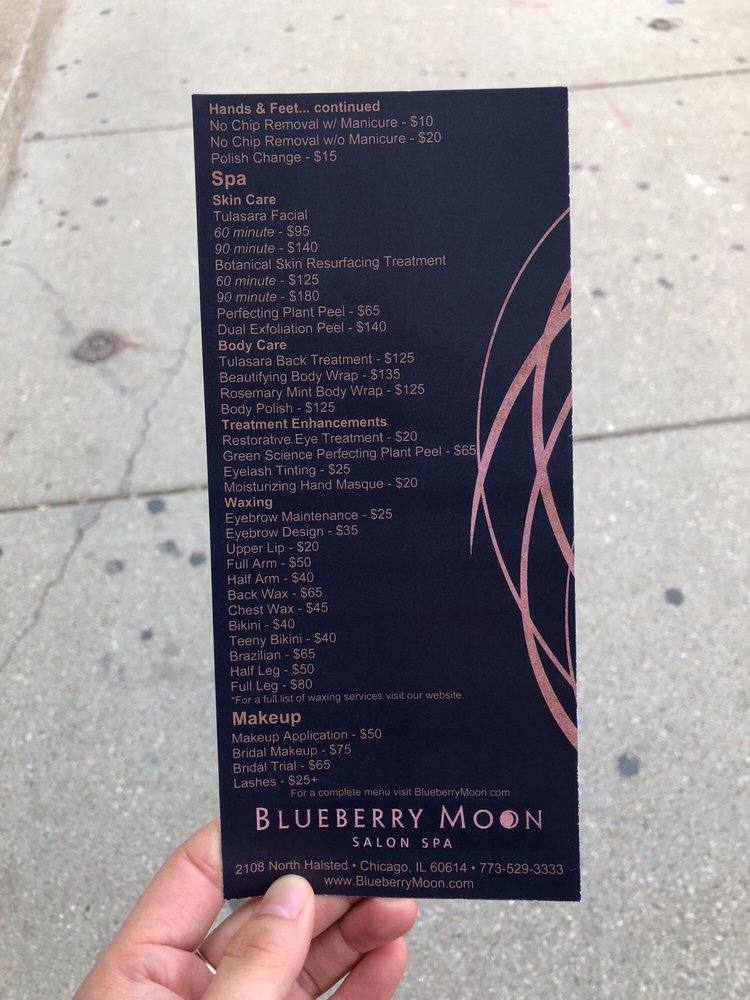 Hands & Feet... continued
No Chip Removal w/ Manicure - $10
No Chip Removal w/o Manicure - $20
Polish Change - $15
Spa
Skin Care
Tulasara Facial
60 minute - $95
90 minute - $140
Botanical Skin Resurfacing Treatment
60 minute - $125
90 minute - $180
Perfecting Plant Peel - $65
Dual Exfoliation Peel - $140
Body Care
Tulasara Back Treatment - $125
Beautifying Body Wrap - $135
Rosemary Mint Body Wrap - $125
Body Polish - $125
Treatment Enhancements
Restorative Eye Treatment - $20
Green Science Perfecting Plant Peel - $65
Eyelash Tinting - $25
Moisturizing Hand Masque - $20
Waxing
Eyebrow Maintenance - $25
Eyebrow Design - $35
Upper Lip - $20
Full Arm - $50
Half Arm - $40
Back Wax - $65
Chest Wax - $45
Bikini - $40
Teeny Bikini - $40
Brazilian - $65
Half Leg - $50
Full Leg - $80
*For a full list of waxing services visit our website.
Makeup
Makeup Application - $50
Bridal Makeup - $75
Bridal Trial - $65
Lashes - $25+
For a complete menu visit BlueberryMoon.com
BLUEBERRY MOON
SALON SPA
2108 North Halsted • Chicago, IL 60614 • 773-529-3333
www.BlueberryMoon.com